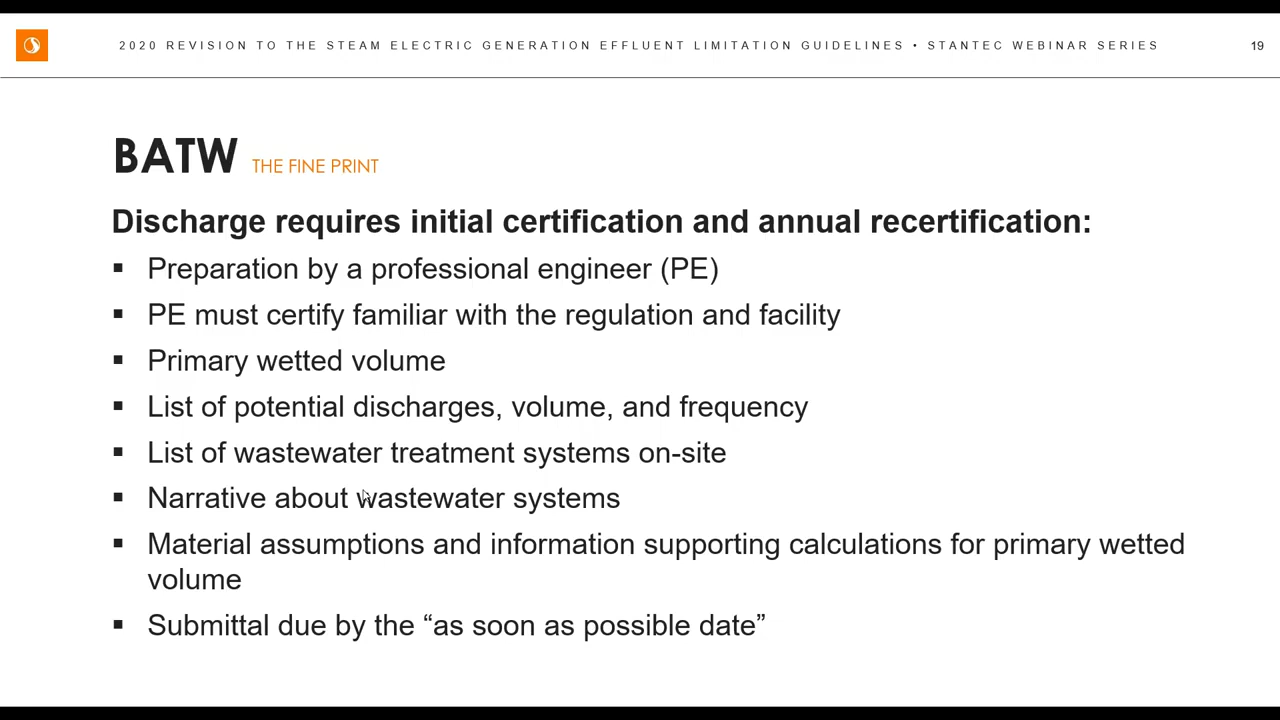 2020 REVISION TO THE STEAM ELECTRIC GENERATION EFFLUENT LIMITATION GUIDELINES • STANTEC WEBINAR SERIES
19
BATW THE FINE PRINT
Discharge requires initial certification and annual recertification:
▪ Preparation by a professional engineer (PE)
▪ PE must certify familiar with the regulation and facility
▪ Primary wetted volume
▪ List of potential discharges, volume, and frequency
▪ List of wastewater treatment systems on-site
▪ Narrative about wastewater systems
▪ Material assumptions and information supporting calculations for primary wetted
volume
▪ Submittal due by the “as soon as possible date”